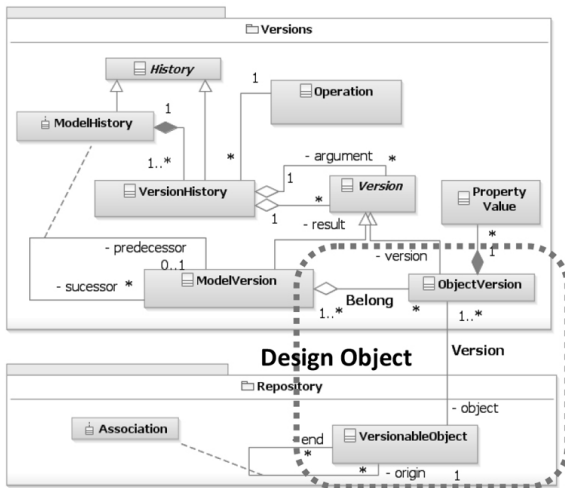 Versions
History
1
Operation
ModelHistory
1
1..*
*
- argument
*
VersionHistory
1
*
1
Version
Property
Value
- result
*
1
- predecessor
- version
0..1
ModelVersion
ObjectVersion
- sucessor *
Belong
1..*
*
1..*
Design Object
Version
Repository
- object
Association
end
VersionableObject
*
*
- origin
1